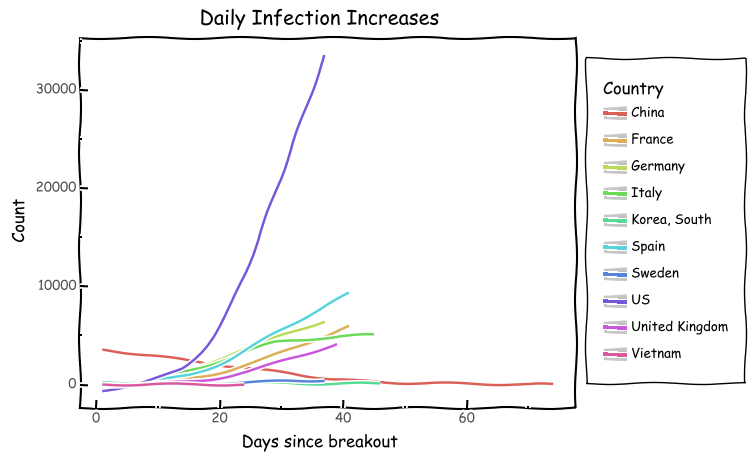 Daily Infection Increases
Count
30000
20000
10000
0
0 20 40 60
Days since breakout
Country
China
France
Germany
Italy
Korea, South
Spain
Sweden
US
United Kingdom
Vietnam